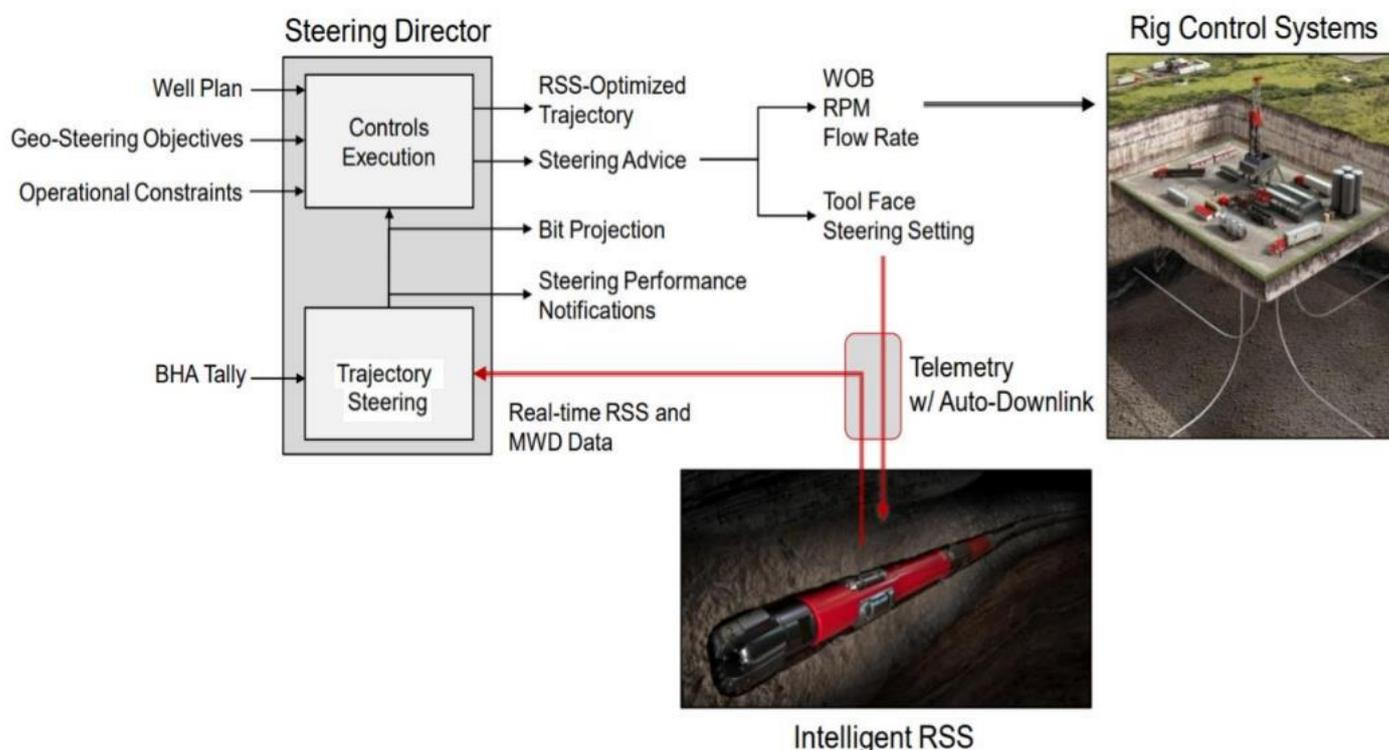 Steering Director
Rig Control Systems
Well Plan
Geo-Steering Objectives
Operational Constraints
Controls
Execution
RSS-Optimized
Trajectory
Steering Advice
WOB
RPM
Flow Rate
Tool Face
Steering Setting
Bit Projection
Steering Performance
Notifications
BHA Tally
Trajectory
Steering
Real-time RSS and
MWD Data
Telemetry
w/ Auto-Downlink
Intelligent RSS